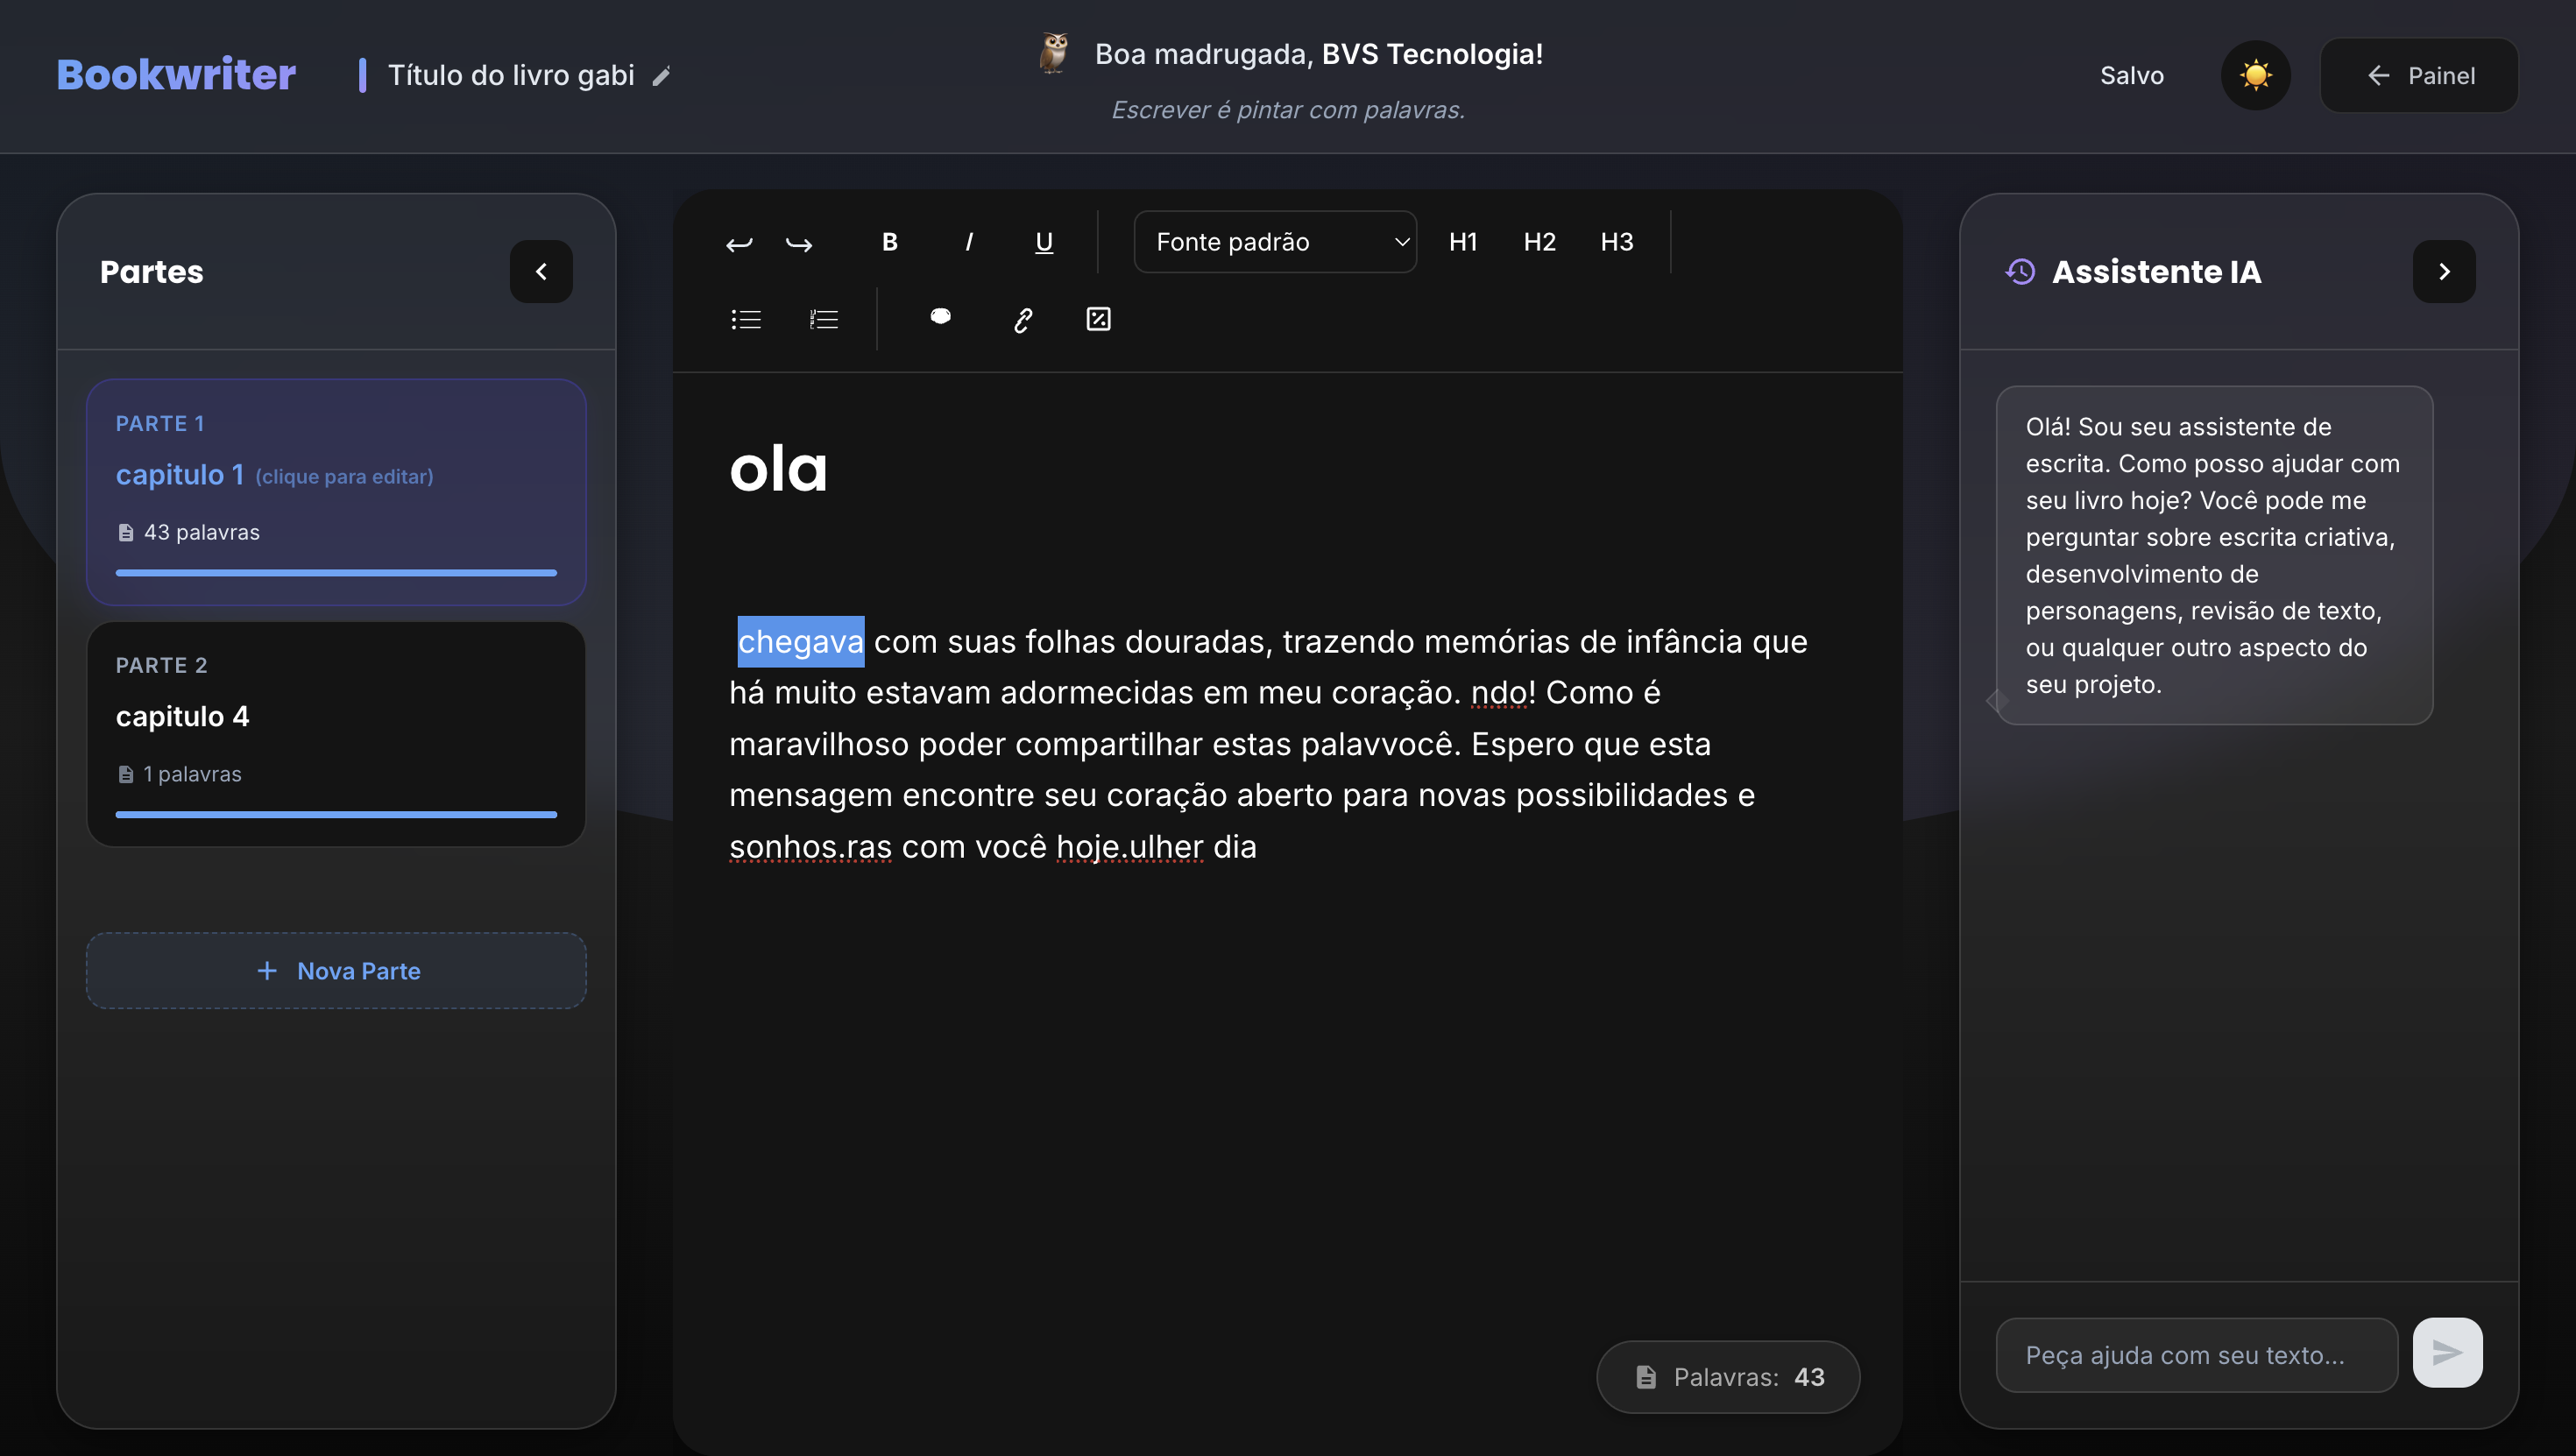 Bookwriter
Título do livro gabi
Boa madrugada, BVS Tecnologia!
Escrever é pintar com palavras.
Salvo
Painel
Partes
PARTE 1
capitulo 1 (clique para editar)
43 palavras
PARTE 2
capitulo 4
1 palavras
Nova Parte
B I U
Fonte padrão
H1 H2 H3
ola
chegava com suas folhas douradas, trazendo memórias de infância que
há muito estavam adormecidas em meu coração. ndo! Como é
maravilhoso poder compartilhar estas palavvocê. Espero que esta
mensagem encontre seu coração aberto para novas possibilidades e
sonhos.ras com você hoje.ulher dia
Palavras: 43
Assistente IA
Olá! Sou seu assistente de
escrita. Como posso ajudar com
seu livro hoje? Você pode me
perguntar sobre escrita criativa,
desenvolvimento de
personagens, revisão de texto,
ou qualquer outro aspecto do
seu projeto.
Peça ajuda com seu texto...